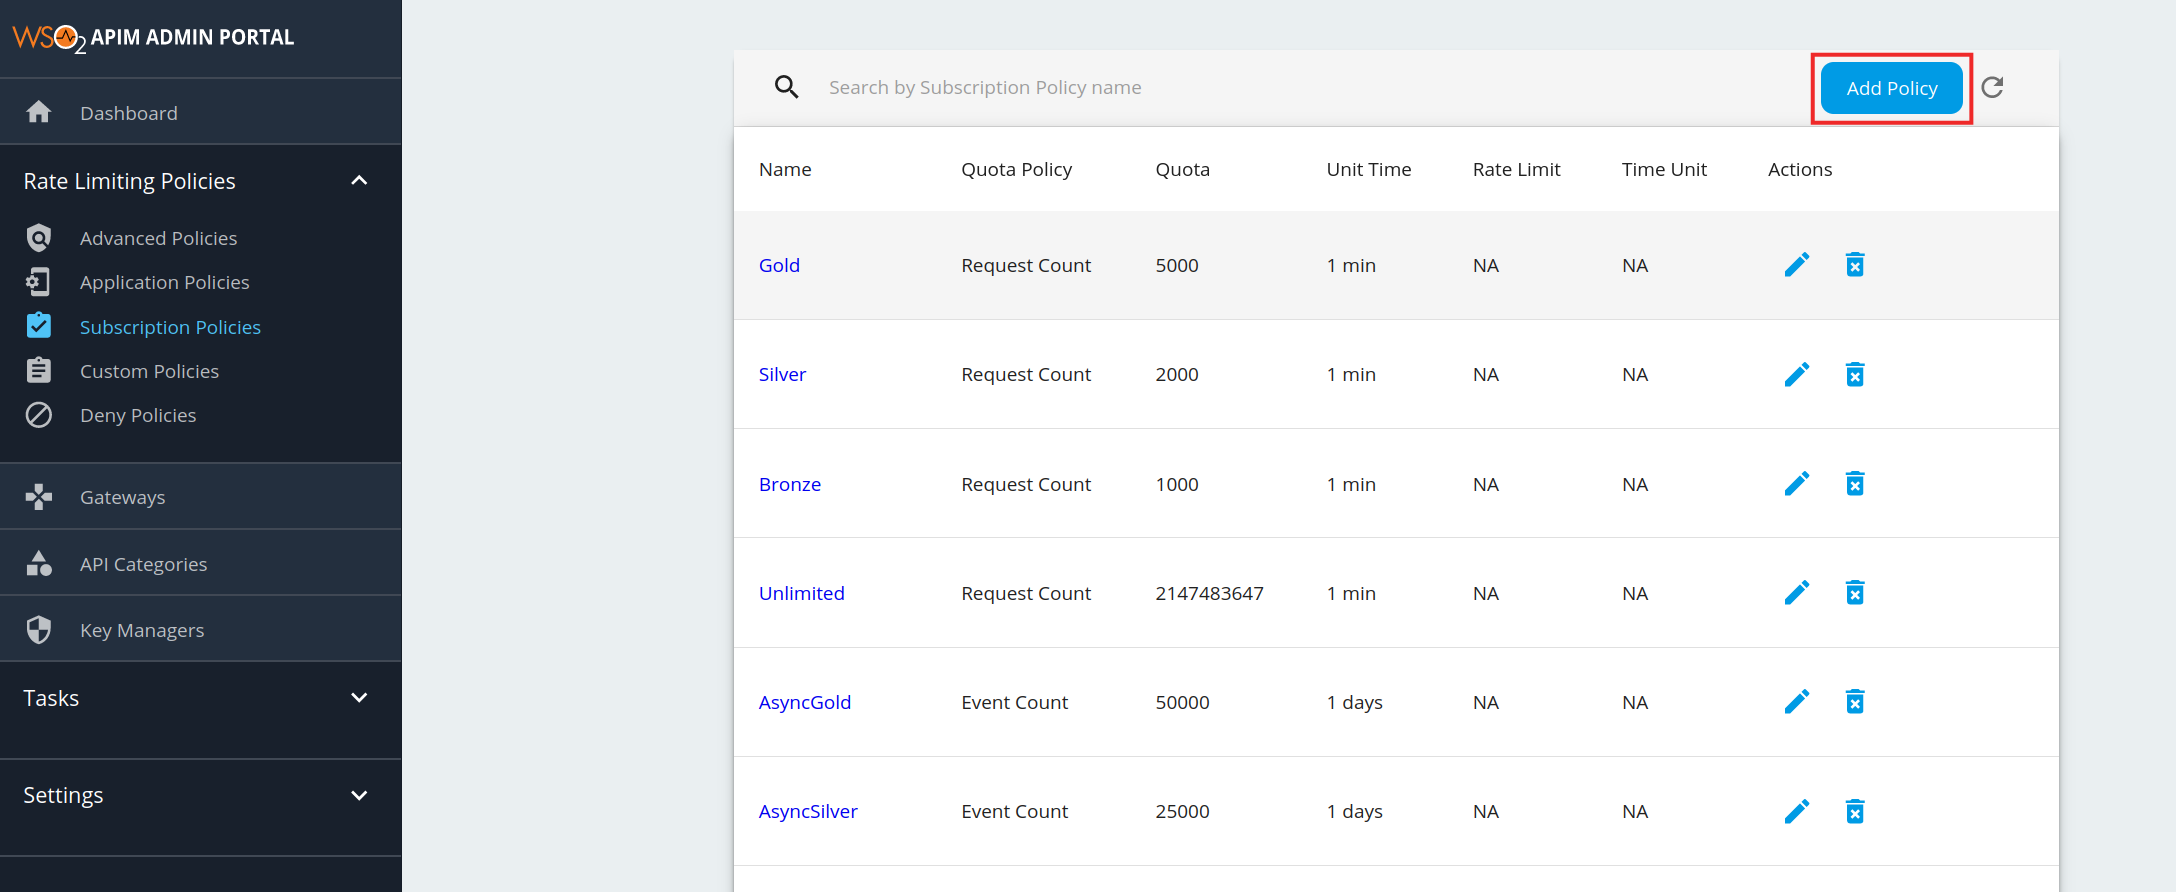 WSO2 APIM ADMIN PORTAL
Dashboard
Rate Limiting Policies
Advanced Policies
Application Policies
Subscription Policies
Custom Policies
Deny Policies
Gateways
API Categories
Key Managers
Tasks
Settings
Search by Subscription Policy name Add Policy
Name Quota Policy Quota Unit Time Rate Limit Time Unit Actions
Gold Request Count 5000 1 min NA NA
Silver Request Count 2000 1 min NA NA
Bronze Request Count 1000 1 min NA NA
Unlimited Request Count 2147483647 1 min NA NA
AsyncGold Event Count 50000 1 days NA NA
AsyncSilver Event Count 25000 1 days NA NA